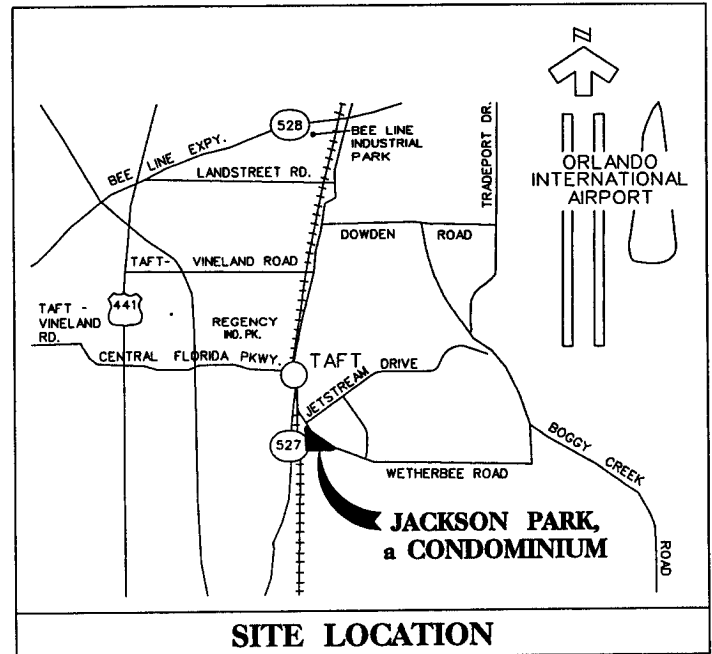 N
528
BEE LINE
INDUSTRIAL
PARK
BEE LINE EXPY.
LANDSTREET RD.
TRADEPORT DR.
ORLANDO
INTERNATIONAL
AIRPORT
DOWDEN ROAD
TAFT- VINELAND ROAD
441
TAFT -
VINELAND
RD.
REGENCY
IND. PK.
CENTRAL FLORIDA PKWY.
TAFT
JETSTREAM DRIVE
527
WETHERBEE ROAD
BOGGY CREEK
ROAD
JACKSON PARK,
a CONDOMINIUM
SITE LOCATION